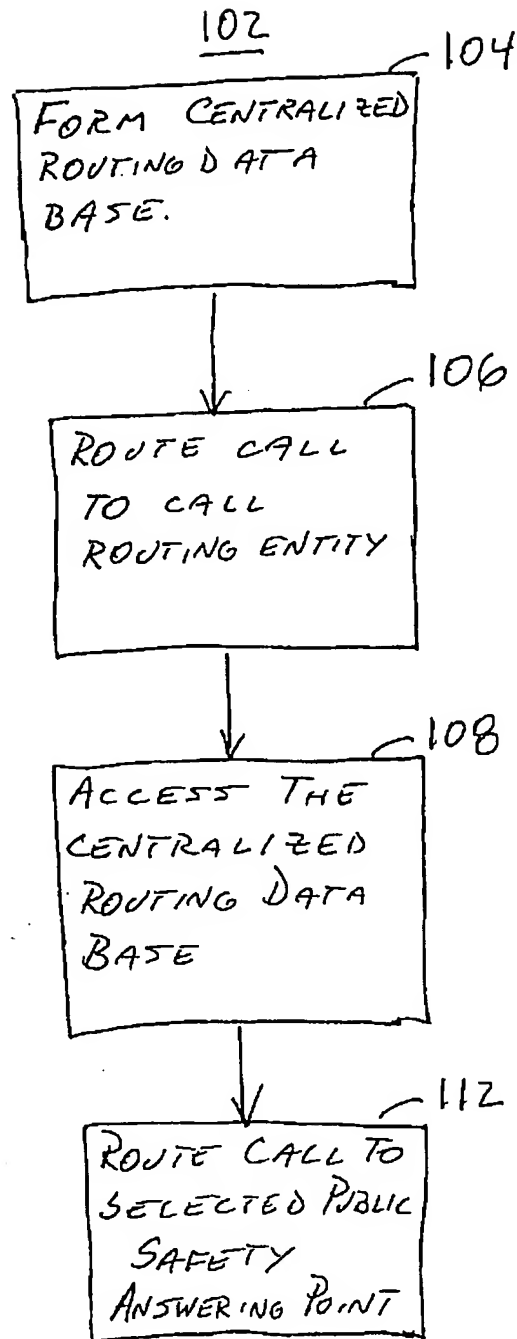 102
104
FORM CENTRALIZED
ROUTING DATA
BASE.
106
ROUTE CALL
TO CALL
ROUTING ENTITY
108
ACCESS THE
CENTRALIZED
ROUTING DATA
BASE
112
ROUTE CALL TO
SELECTED PUBLIC
SAFETY
ANSWERING POINT